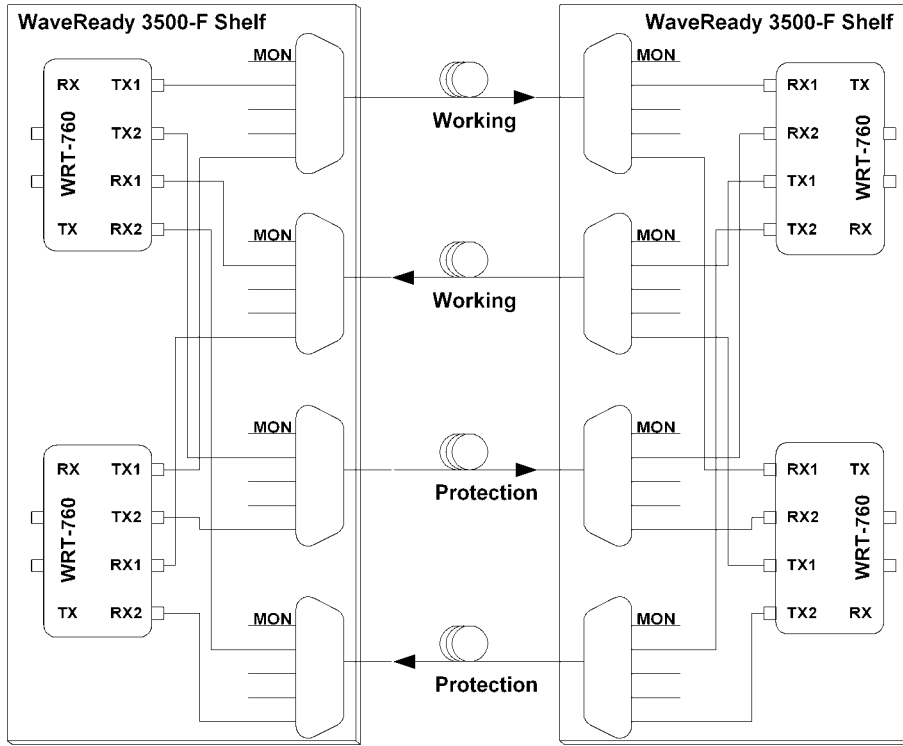 WaveReady 3500-F Shelf
WaveReady 3500-F Shelf
MON
MON
RX TX1
TX2
RX1
TX RX2
WRT-760
Working
RX1 TX
RX2
TX1
TX2 RX
WRT-760
MON
MON
Working
MON
MON
Protection
RX TX1
TX2
RX1
TX RX2
WRT-760
RX1 TX
RX2
TX1
TX2 RX
WRT-760
MON
MON
Protection